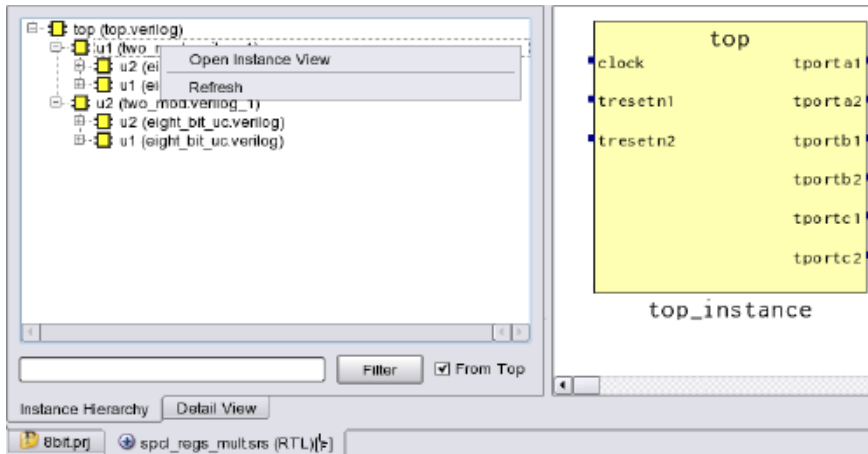 top (top.verilog)
u1 (two_
Open Instance View
u2 (ei
Refresh
u1 (ei
u2 (two_mod.verilog_1)
u2 (eight_bit_uc.verilog)
u1 (eight_bit_uc.verilog)
Filter
From Top
Instance Hierarchy
Detail View
8bit.prj
spcl_regs_mult.srs (RTL)
top
clock tporta1
tresetn1 tporta2
tresetn2 tportb1
tportb2
tportc1
tportc2
top_instance